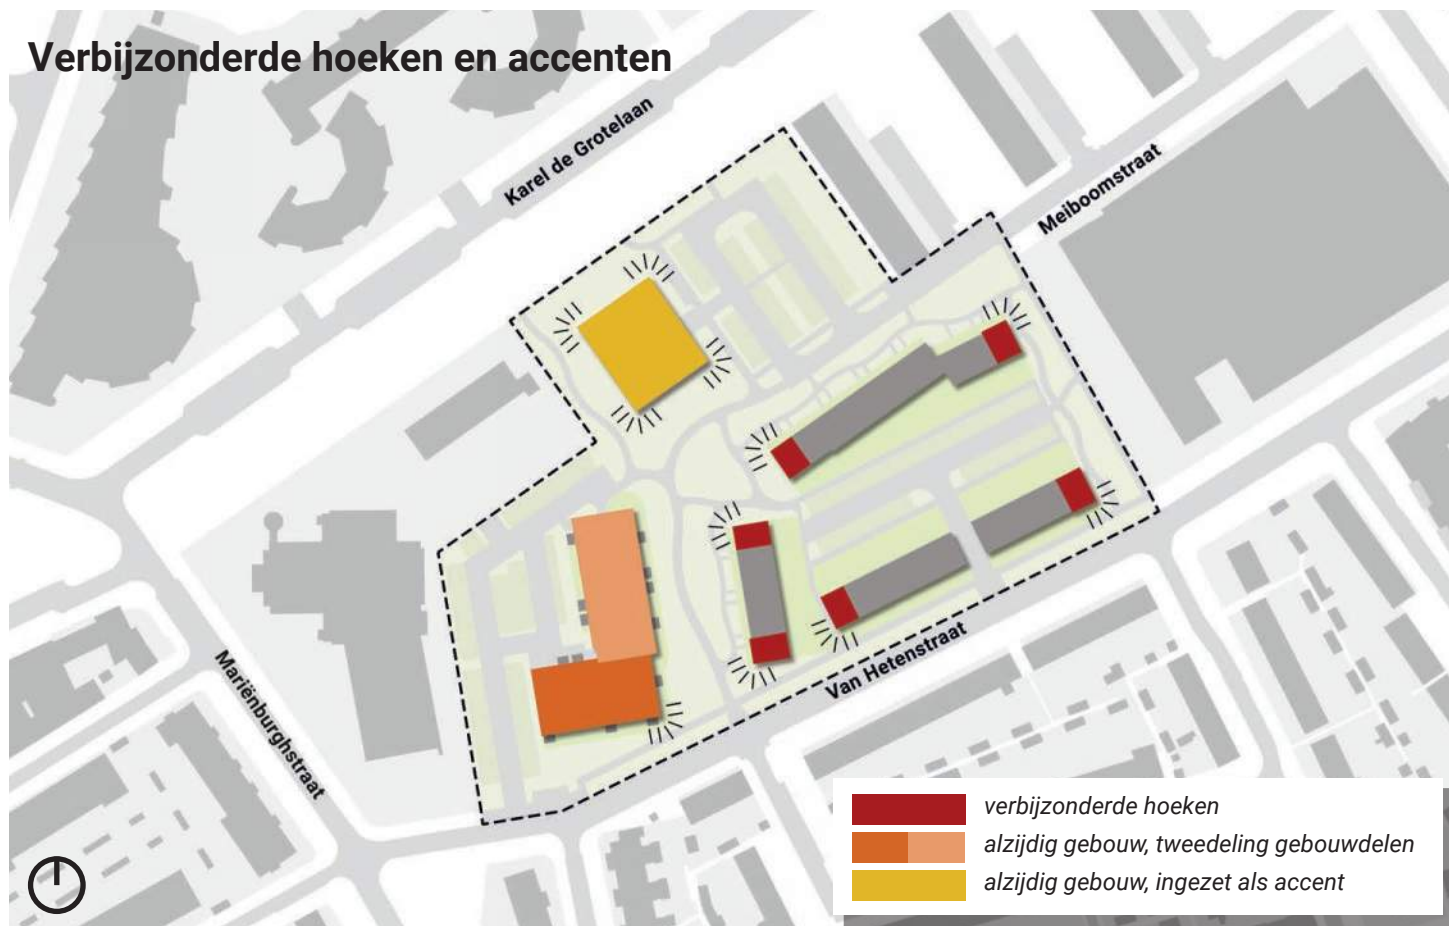 Verbijzonderde hoeken en accenten
Karel de Grotelaan
Meiboomstraat
Mariënburghstraat
Van Hetenstraat
verbijzonderde hoeken
alzijdig gebouw, tweedeling gebouwdelen
alzijdig gebouw, ingezet als accent